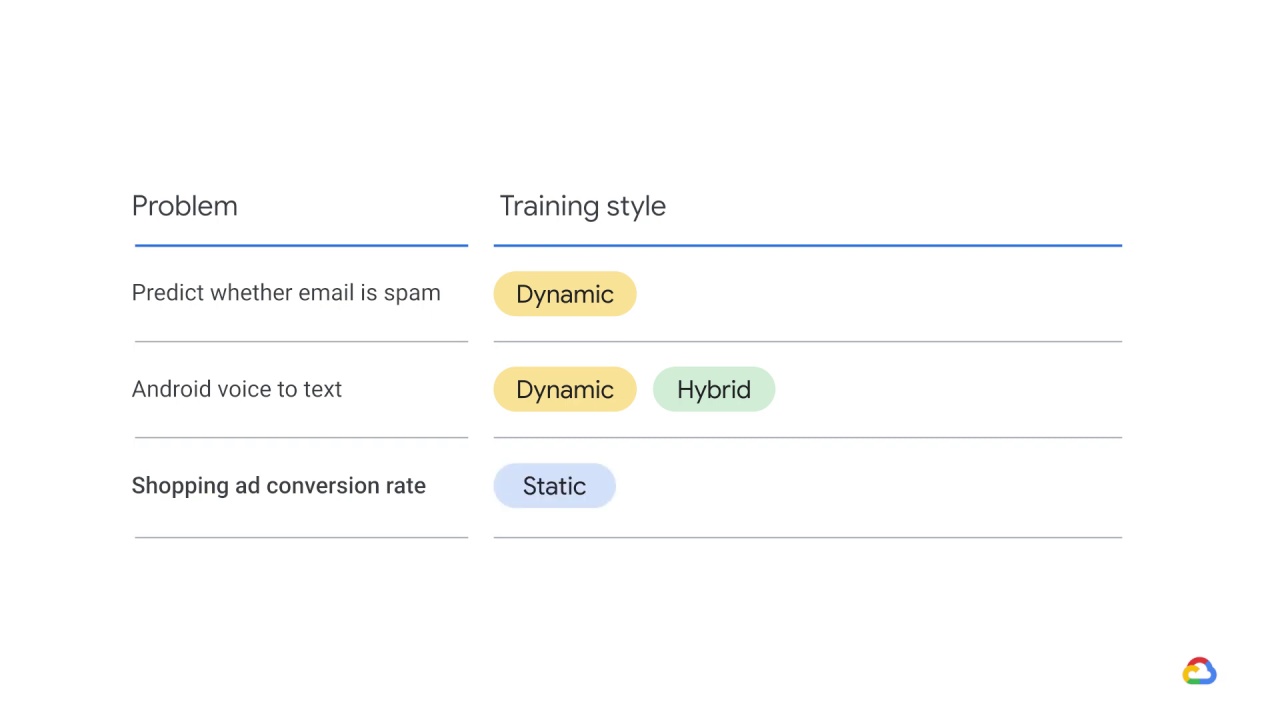 Problem
Training style
Predict whether email is spam
Dynamic
Android voice to text
Dynamic
Hybrid
Shopping ad conversion rate
Static